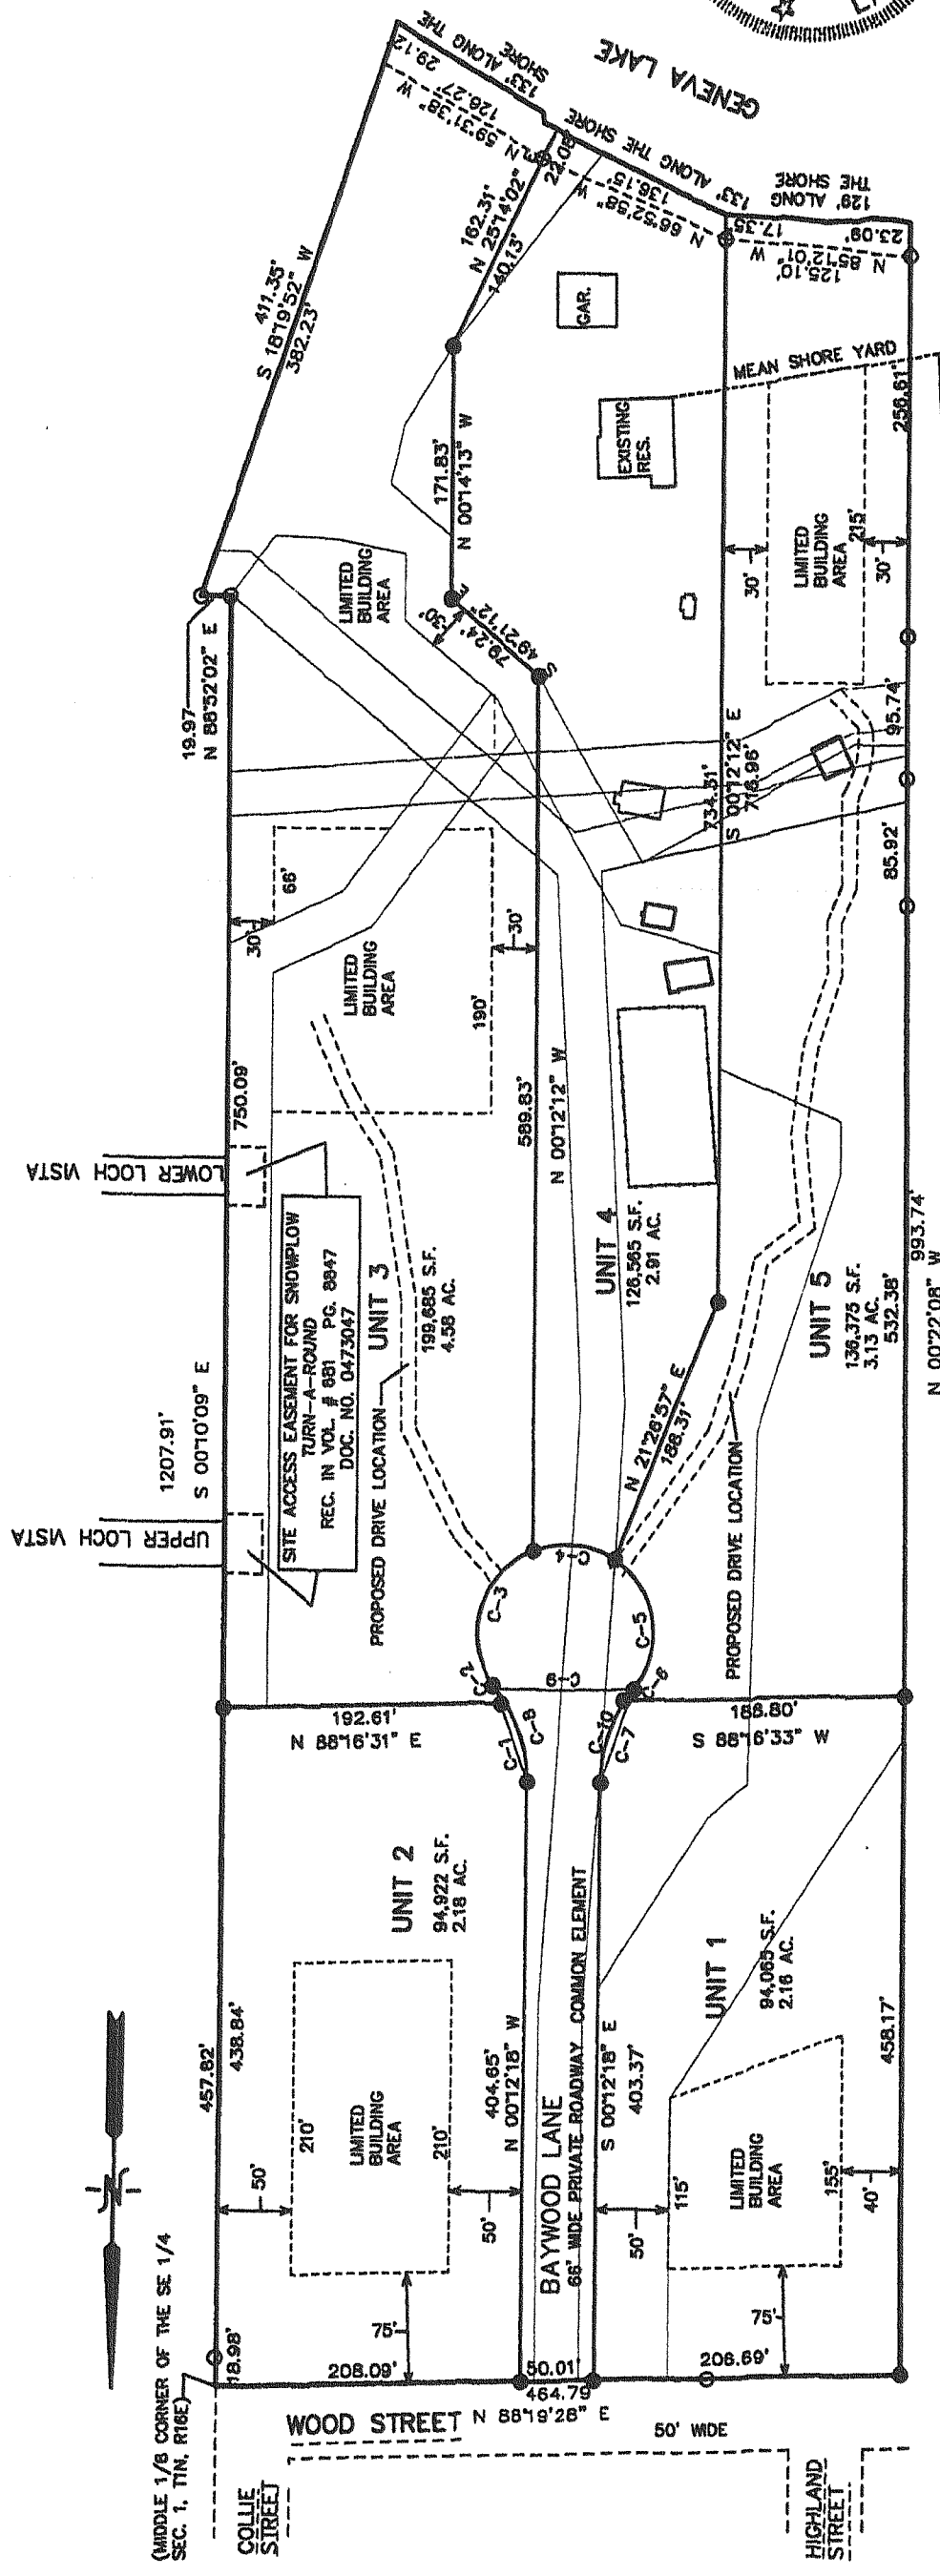 (MIDDLE 1/8 CORNER OF THE SE 1/4
SEC. 1, T1N, R16E)
COLLIE
STREET
WOOD STREET
N 88°19'28" E
50' WIDE
HIGHLAND
STREET
18.98'
457.82'
438.84'
208.09'
50.01'
464.79
206.69'
75'
50'
210'
LIMITED
BUILDING
AREA
210'
50'
UNIT 2
94,922 S.F.
2.18 AC.
404.65'
N 00°12'18" W
BAYWOOD LANE
66' WIDE PRIVATE ROADWAY COMMON ELEMENT
S 00°12'18" E
403.37'
50'
115'
LIMITED
BUILDING
AREA
155'
40'
75'
UNIT 1
94,065 S.F.
2.16 AC.
458.17'
192.61'
N 88°16'31" E
C-1
C-8
C-2
C-3
C-9
C-4
C-5
C-6
C-10
C-7
188.80'
S 88°16'33" W
UPPER LOCH VISTA
1207.91'
S 00°10'09" E
LOWER LOCH VISTA
750.09'
SITE ACCESS EASEMENT FOR SNOWPLOW
TURN-A-ROUND
REC. IN VOL. # 881 PG. 8847
DOC. NO. 0473047
PROPOSED DRIVE LOCATION
UNIT 3
199,685 S.F.
4.58 AC.
LIMITED
BUILDING
AREA
30'
66'
190'
30'
589.83'
N 00°12'12" W
UNIT 4
126,565 S.F.
2.91 AC.
N 21°26'57" E
188.31'
PROPOSED DRIVE LOCATION
UNIT 5
136,375 S.F.
3.13 AC.
532.38'
993.74'
N 00°22'08" W
734.31'
S 00°12'12" E
716.96'
85.92'
95.74'
19.97
N 88°52'02" E
LIMITED
BUILDING
AREA
30'
79.24'
S 49°21'12" E
171.83'
N 00°14'13" W
411.35'
S 18°19'52" W
382.23'
162.31'
N 25°14'02"
140.13'
22.08
29.12
133' ALONG THE
SHORE
126.27'
N 59°31'38" W
GENEVA LAKE
133' ALONG THE SHORE
136.15'
N 66°52'58" W
129' ALONG
THE SHORE
17.35
23.09'
N 85°12'01" W
125.10'
GAR.
EXISTING
RES.
MEAN SHORE YARD
30'
LIMITED
BUILDING
AREA
215'
30'
256.61'